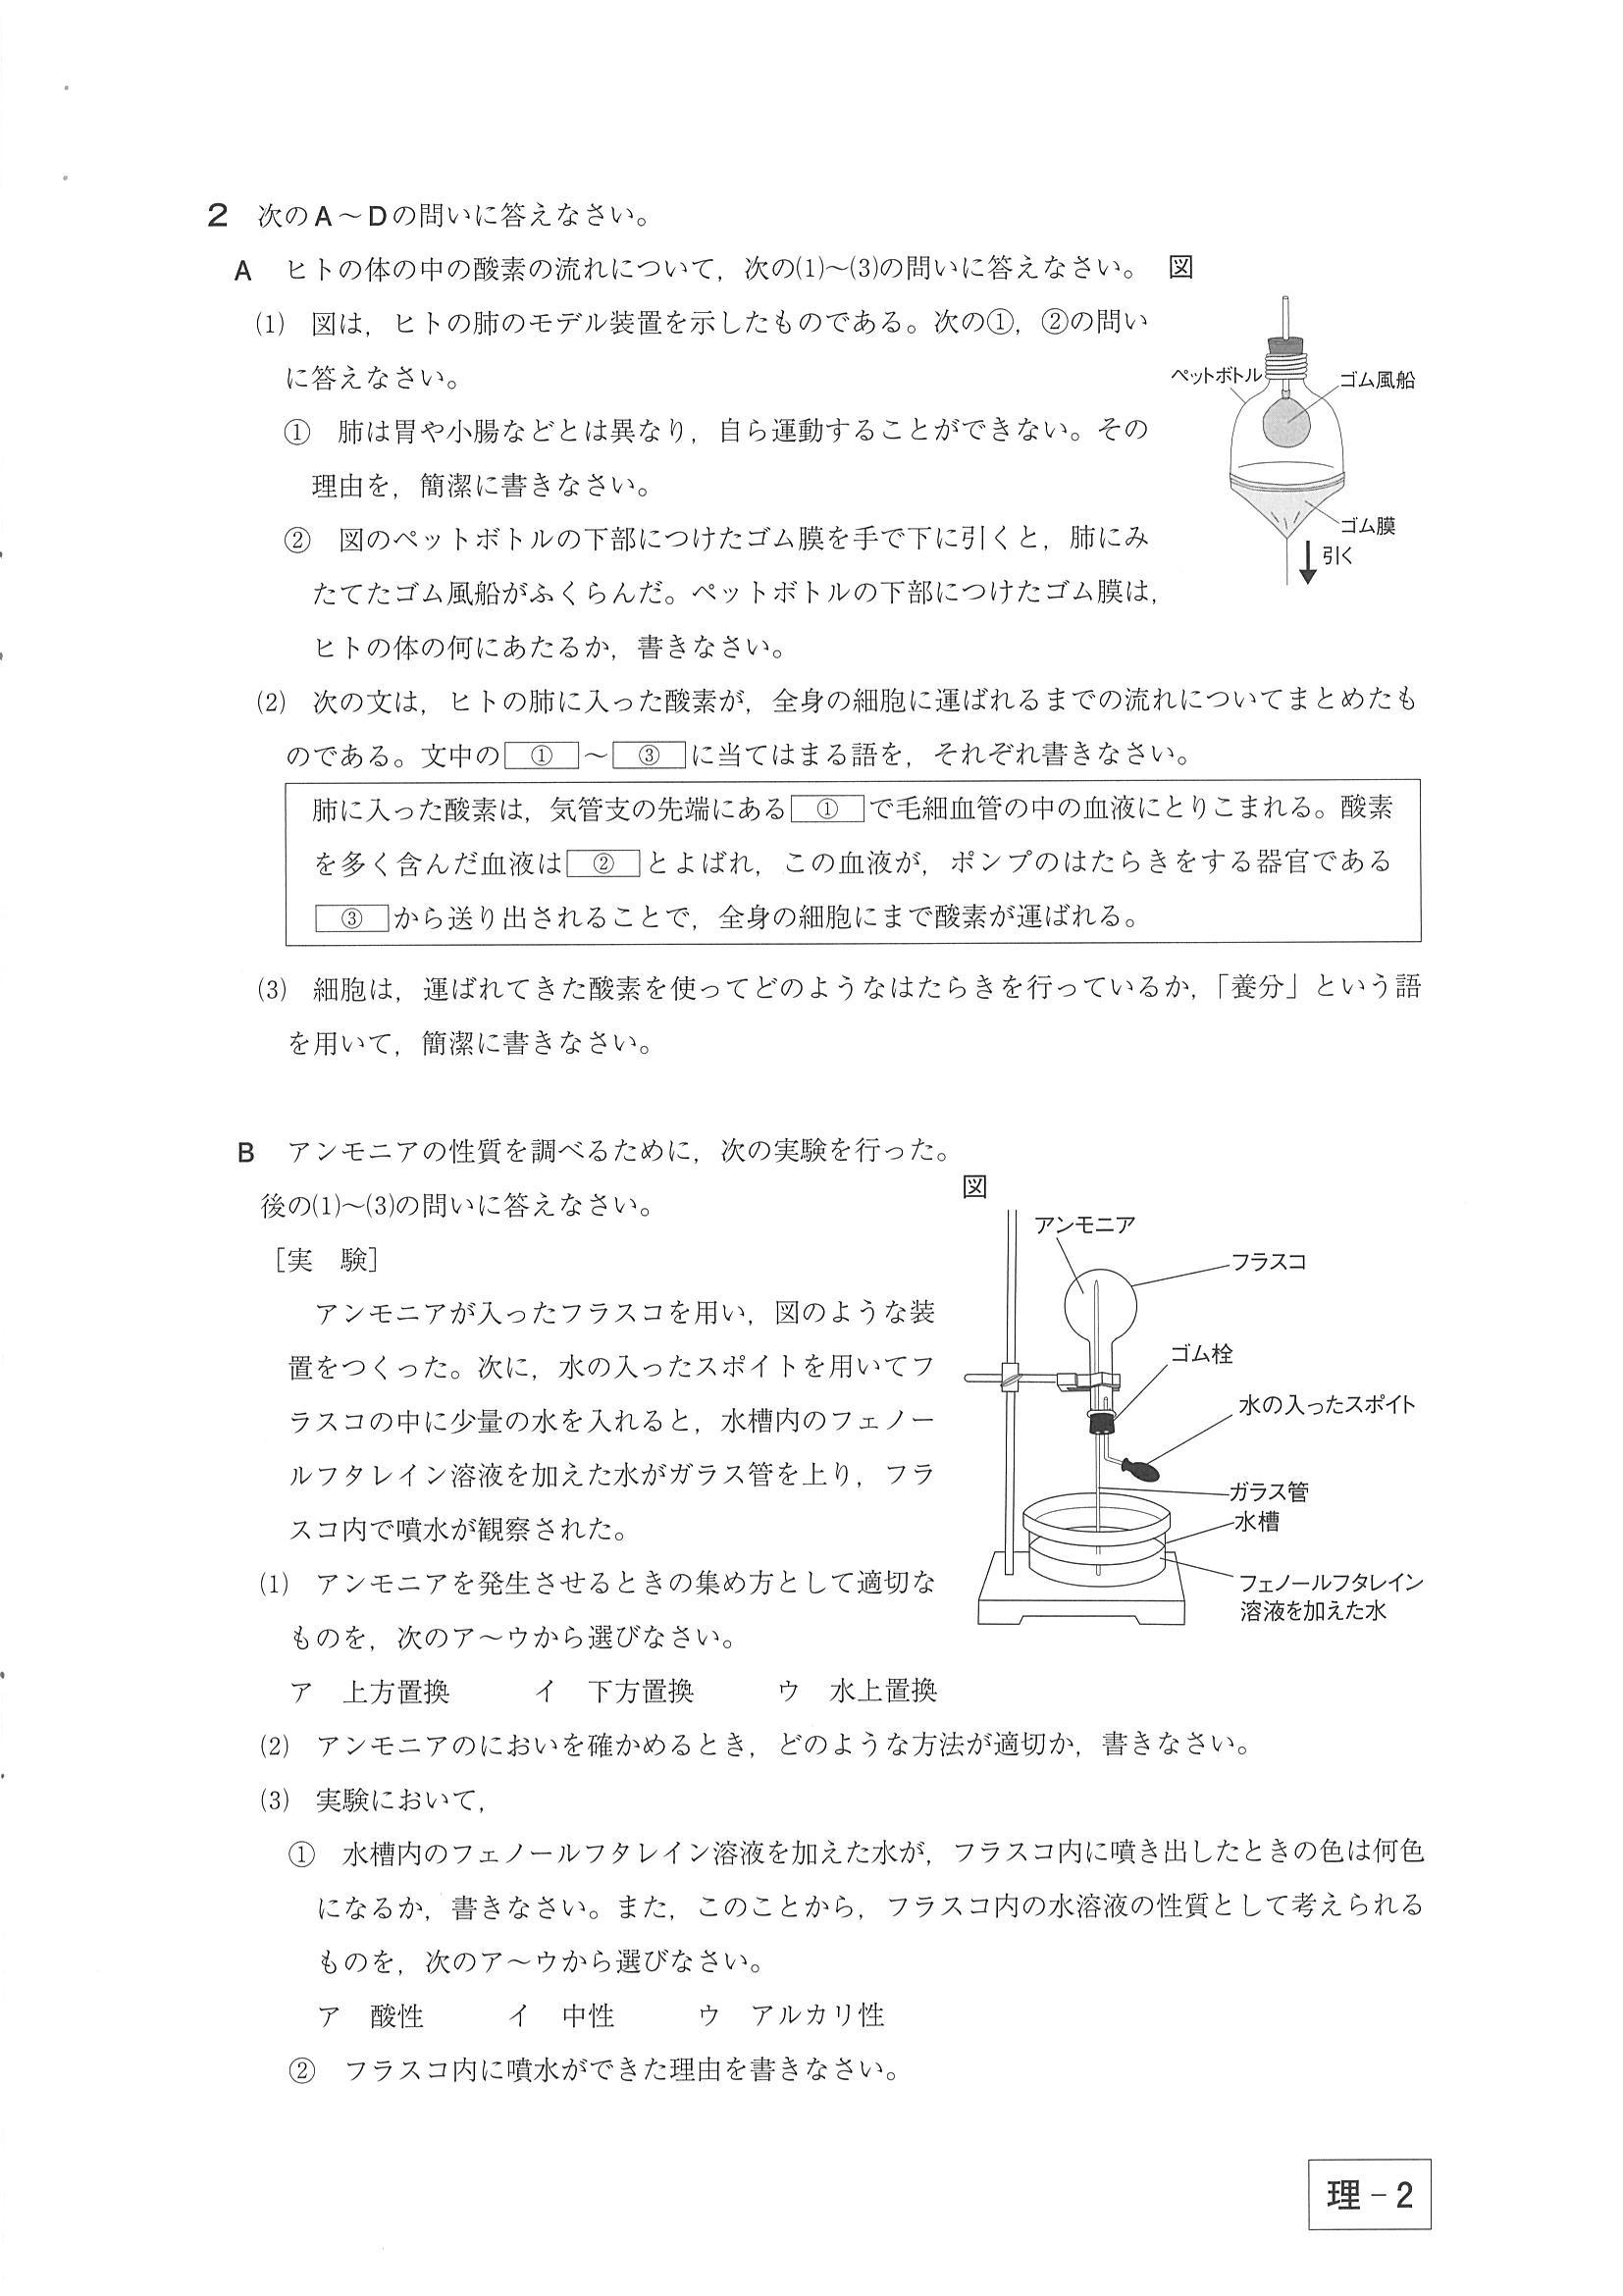 2 次のA～Dの問いに答えなさい。
A ヒトの体の中の酸素の流れについて，次の⑴～⑶の問いに答えなさい。 図
⑴ 図は，ヒトの肺のモデル装置を示したものである。次の①，②の問い
に答えなさい。
① 肺は胃や小腸などとは異なり，自ら運動することができない。その
理由を，簡潔に書きなさい。
② 図のペットボトルの下部につけたゴム膜を手で下に引くと，肺にみ
たてたゴム風船がふくらんだ。ペットボトルの下部につけたゴム膜は，
ヒトの体の何にあたるか，書きなさい。
ペットボトル
ゴム風船
ゴム膜
引く
⑵ 次の文は，ヒトの肺に入った酸素が，全身の細胞に運ばれるまでの流れについてまとめたも
のである。文中の ① ～ ③ に当てはまる語を，それぞれ書きなさい。
肺に入った酸素は，気管支の先端にある ① で毛細血管の中の血液にとりこまれる。酸素
を多く含んだ血液は ② とよばれ，この血液が，ポンプのはたらきをする器官である
③ から送り出されることで，全身の細胞にまで酸素が運ばれる。
⑶ 細胞は，運ばれてきた酸素を使ってどのようなはたらきを行っているか，「養分」という語
を用いて，簡潔に書きなさい。
B アンモニアの性質を調べるために，次の実験を行った。
後の⑴～⑶の問いに答えなさい。
［実 験］
アンモニアが入ったフラスコを用い，図のような装
置をつくった。次に，水の入ったスポイトを用いてフ
ラスコの中に少量の水を入れると，水槽内のフェノー
ルフタレイン溶液を加えた水がガラス管を上り，フラ
スコ内で噴水が観察された。
図
アンモニア
フラスコ
ゴム栓
水の入ったスポイト
ガラス管
水槽
フェノールフタレイン
溶液を加えた水
⑴ アンモニアを発生させるときの集め方として適切な
ものを，次のア～ウから選びなさい。
ア 上方置換 イ 下方置換 ウ 水上置換
⑵ アンモニアのにおいを確かめるとき，どのような方法が適切か，書きなさい。
⑶ 実験において，
① 水槽内のフェノールフタレイン溶液を加えた水が，フラスコ内に噴き出したときの色は何色
になるか，書きなさい。また，このことから，フラスコ内の水溶液の性質として考えられる
ものを，次のア～ウから選びなさい。
ア 酸性 イ 中性 ウ アルカリ性
② フラスコ内に噴水ができた理由を書きなさい。
理－2